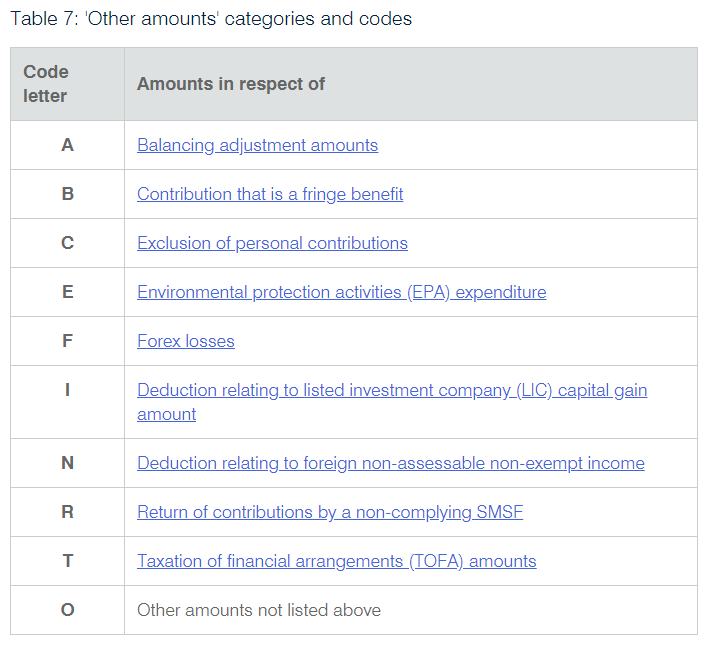 Table 7: 'Other amounts' categories and codes
Code
letter
Amounts in respect of
A Balancing adjustment amounts
B Contribution that is a fringe benefit
C Exclusion of personal contributions
E Environmental protection activities (EPA) expenditure
F Forex losses
I Deduction relating to listed investment company (LIC) capital gain
amount
N Deduction relating to foreign non-assessable non-exempt income
R Return of contributions by a non-complying SMSF
T Taxation of financial arrangements (TOFA) amounts
O Other amounts not listed above